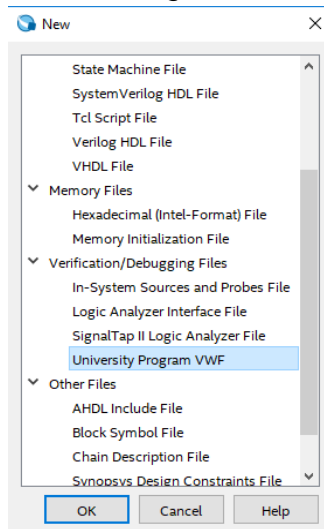 New
State Machine File
SystemVerilog HDL File
Tcl Script File
Verilog HDL File
VHDL File
Memory Files
Hexadecimal (Intel-Format) File
Memory Initialization File
Verification/Debugging Files
In-System Sources and Probes File
Logic Analyzer Interface File
SignalTap II Logic Analyzer File
University Program VWF
Other Files
AHDL Include File
Block Symbol File
Chain Description File
Synopsys Design Constraints File
OK Cancel Help